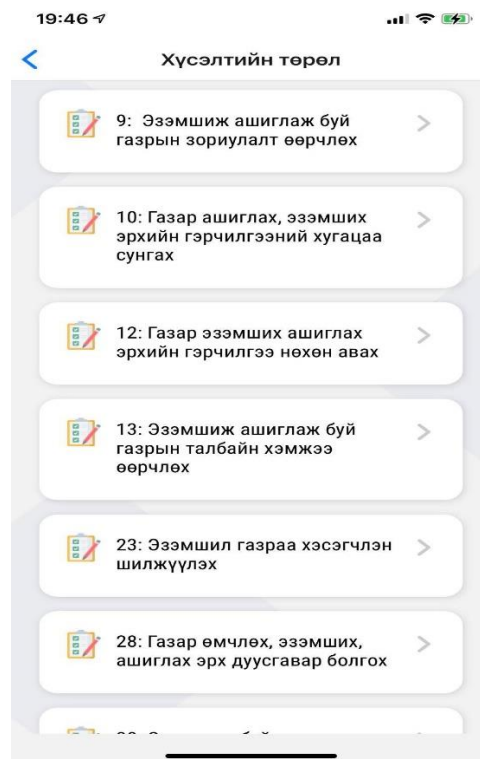 19:46
Хүсэлтийн төрөл
9: Эзэмшиж ашиглаж буй
газрын зориулалт өөрчлөх
10: Газар ашиглах, эзэмших
эрхийн гэрчилгээний хугацаа
сунгах
12: Газар эзэмших ашиглах
эрхийн гэрчилгээ нөхөн авах
13: Эзэмшиж ашиглаж буй
газрын талбайн хэмжээ
өөрчлөх
23: Эзэмшил газраа хэсэгчлэн
шилжүүлэх
28: Газар өмчлөх, эзэмших,
ашиглах эрх дуусгавар болгох